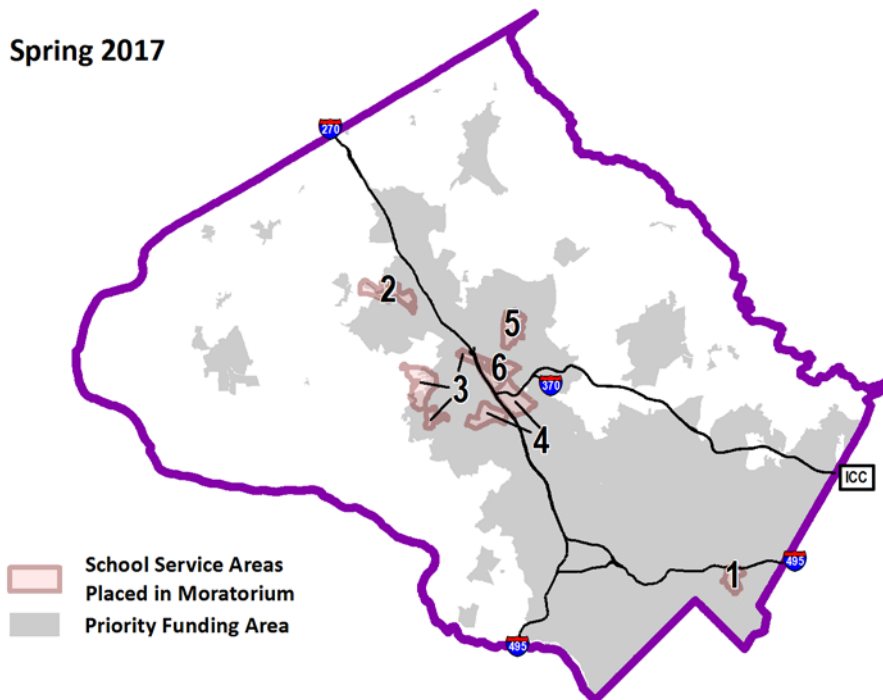 Spring 2017
270
2
5
3
6
370
4
ICC
School Service Areas
Placed in Moratorium
Priority Funding Area
1
495
495